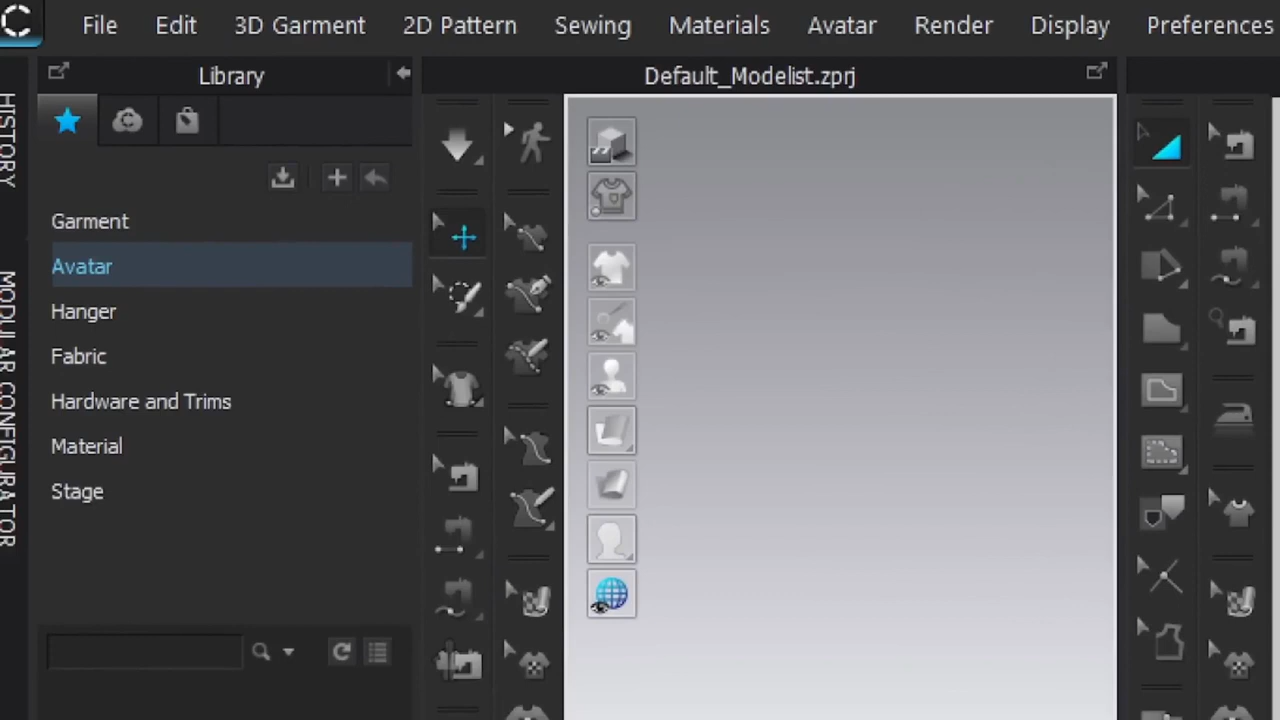 File Edit 3D Garment 2D Pattern Sewing Materials Avatar Render Display Preferences
Library
Default_Modelist.zprj
HISTORY
MODULAR CONFIGURATOR
Garment
Avatar
Hanger
Fabric
Hardware and Trims
Material
Stage